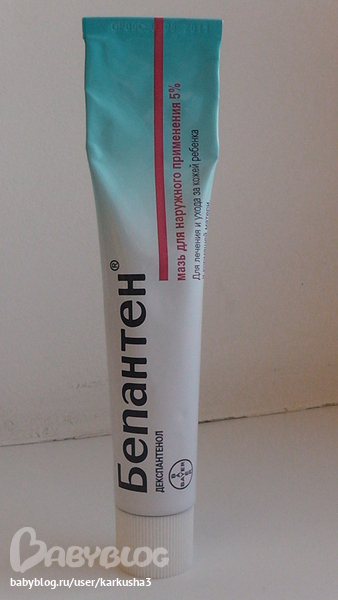 Бепантен®
ДЕКСПАНТЕНОЛ
мазь для наружного применения 5%
Для лечения и ухода за кожей ребенка
BAYER
BABYBLOG
babyblog.ru/user/karkusha3